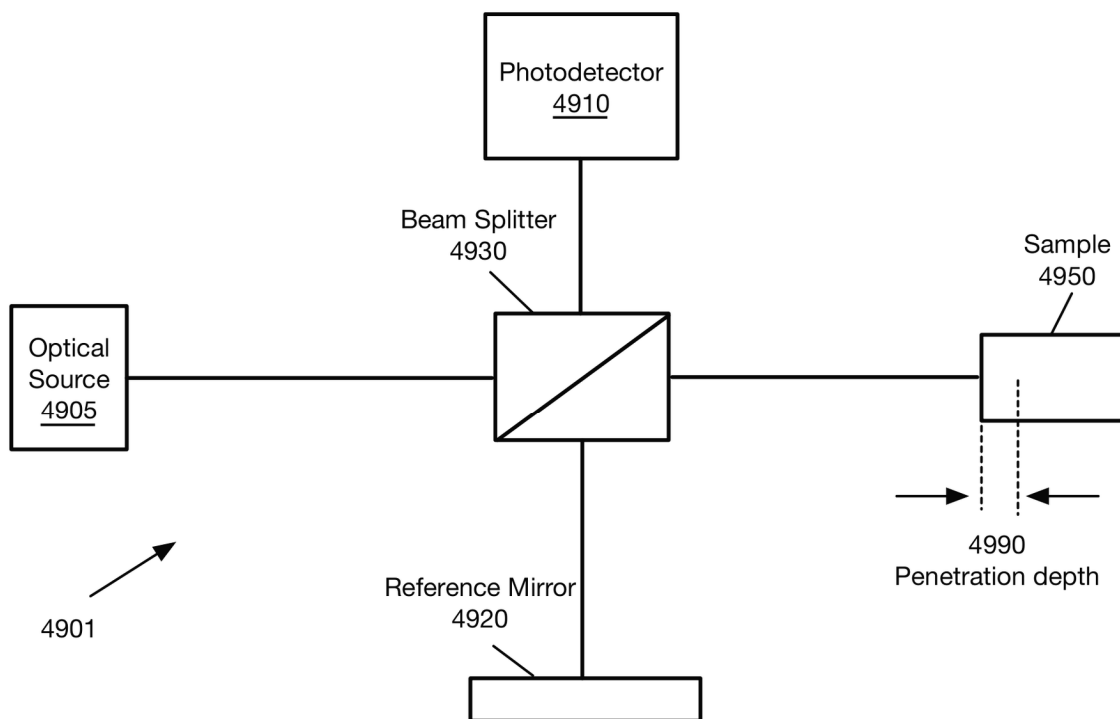 Photodetector
4910
Beam Splitter
4930
Sample
4950
Optical
Source
4905
4990
Penetration depth
Reference Mirror
4920
4901